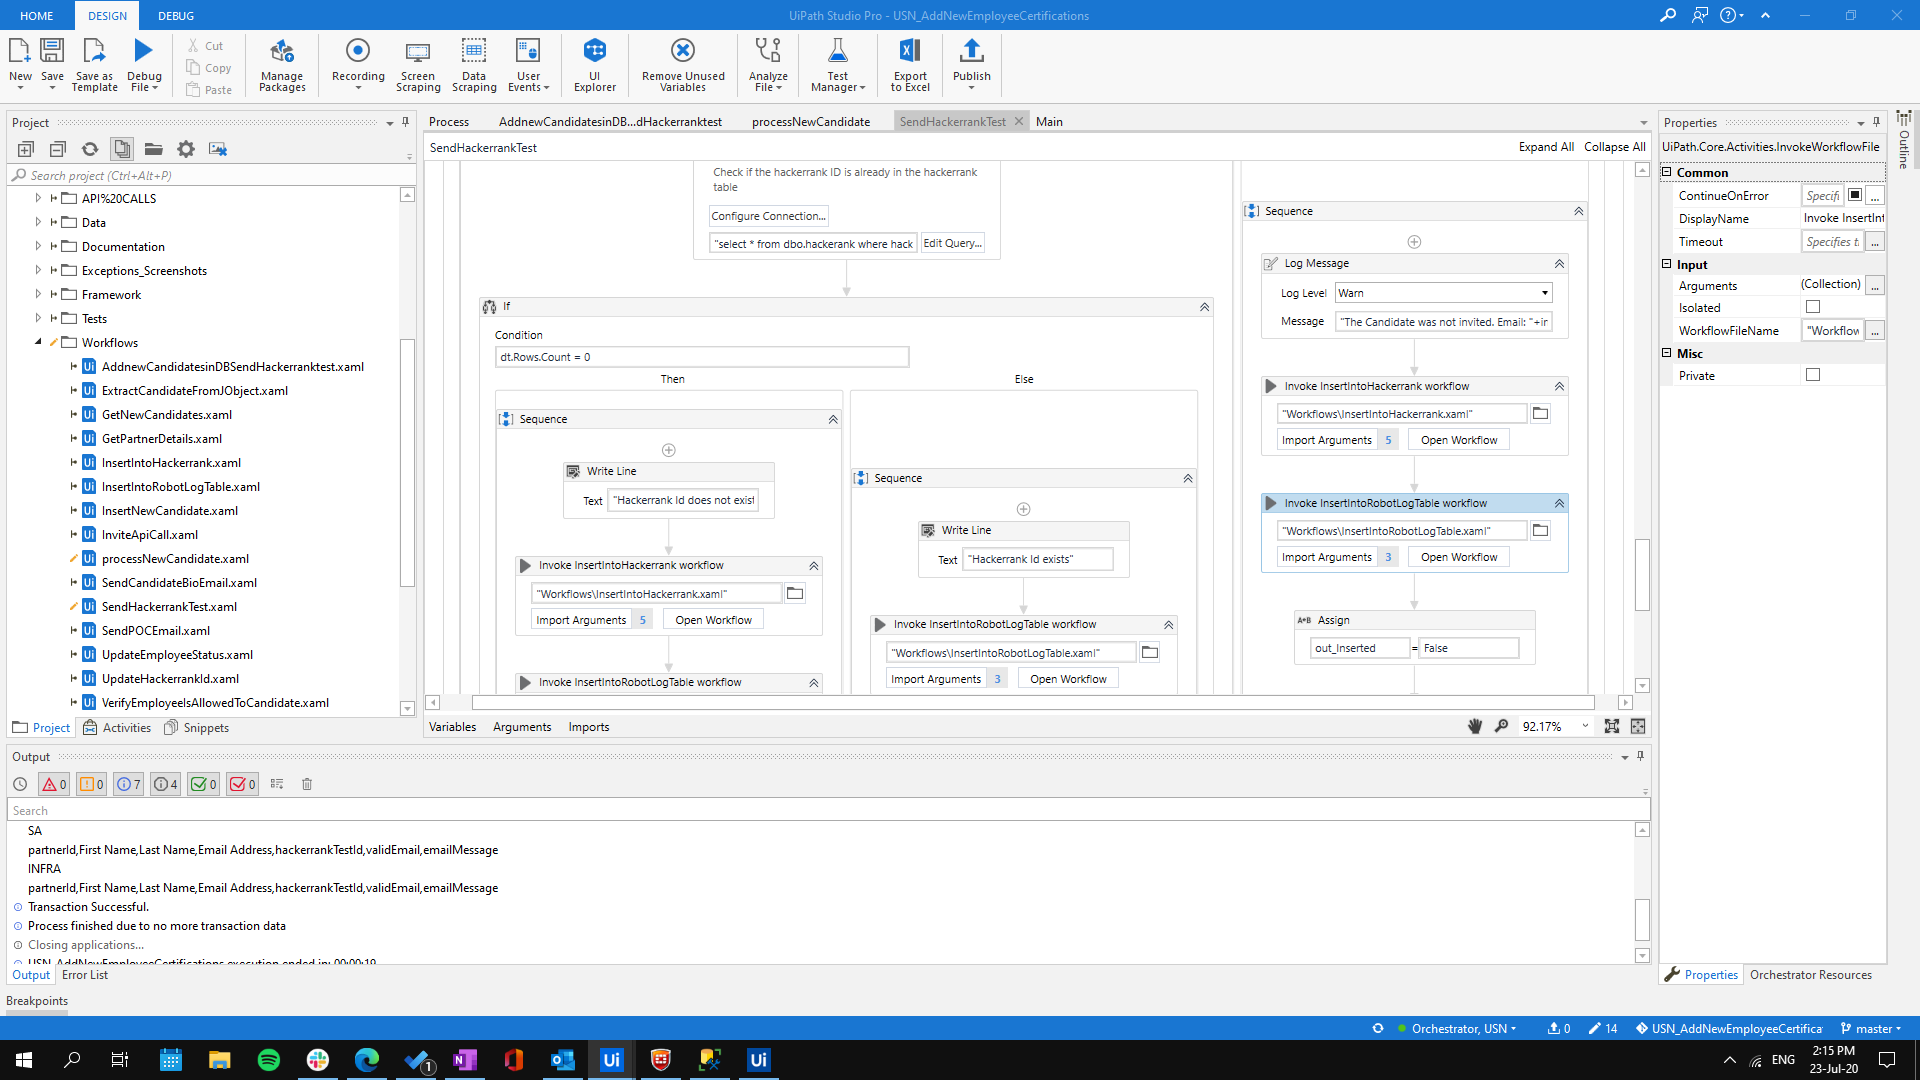 HOME
DESIGN
DEBUG
UiPath Studio Pro - USN_AddNewEmployeeCertifications
New
Save
Save as Template
Debug File
Cut
Copy
Paste
Manage Packages
Recording
Screen Scraping
Data Scraping
User Events
UI Explorer
Remove Unused Variables
Analyze File
Test Manager
Export to Excel
Publish
Project
Search project (Ctrl+Alt+P)
API%20CALLS
Data
Documentation
Exceptions_Screenshots
Framework
Tests
Workflows
AddnewCandidatesinDBSendHackerranktest.xaml
ExtractCandidateFromJObject.xaml
GetNewCandidates.xaml
GetPartnerDetails.xaml
InsertIntoHackerrank.xaml
InsertIntoRobotLogTable.xaml
InsertNewCandidate.xaml
InviteApiCall.xaml
processNewCandidate.xaml
SendCandidateBioEmail.xaml
SendHackerrankTest.xaml
SendPOCEmail.xaml
UpdateEmployeeStatus.xaml
UpdateHackerrankId.xaml
VerifyEmployeeIsAllowedToCandidate.xaml
Project
Activities
Snippets
Process
AddnewCandidatesinDB...dHackerranktest
processNewCandidate
SendHackerrankTest
Main
SendHackerrankTest
Expand All
Collapse All
Check if the hackerrank ID is already in the hackerrank
table
Configure Connection...
"select * from dbo.hackerank where hack
Edit Query...
If
Condition
dt.Rows.Count = 0
Then
Else
Sequence
Write Line
Text
"Hackerrank Id does not exist
Invoke InsertIntoHackerrank workflow
"Workflows\InsertIntoHackerrank.xaml"
Import Arguments 5
Open Workflow
Invoke InsertIntoRobotLogTable workflow
Sequence
Write Line
Text
"Hackerrank Id exists"
Invoke InsertIntoRobotLogTable workflow
"Workflows\InsertIntoRobotLogTable.xaml"
Import Arguments 3
Open Workflow
Sequence
Log Message
Log Level
Warn
Message
"The Candidate was not invited. Email: "+ir
Invoke InsertIntoHackerrank workflow
"Workflows\InsertIntoHackerrank.xaml"
Import Arguments 5
Open Workflow
Invoke InsertIntoRobotLogTable workflow
"Workflows\InsertIntoRobotLogTable.xaml"
Import Arguments 3
Open Workflow
A*B Assign
out_Inserted = False
Variables
Arguments
Imports
92.17%
Properties
UiPath.Core.Activities.InvokeWorkflowFile
Common
ContinueOnError
Specifi
...
DisplayName
Invoke InsertInt
Timeout
Specifies t
...
Input
Arguments
(Collection)
...
Isolated
WorkflowFileName
"Workflow
...
Misc
Private
Outline
Properties
Orchestrator Resources
Output
0
0
7
4
0
0
Search
SA
partnerId,First Name,Last Name,Email Address,hackerrankTestId,validEmail,emailMessage
INFRA
partnerId,First Name,Last Name,Email Address,hackerrankTestId,validEmail,emailMessage
Transaction Successful.
Process finished due to no more transaction data
Closing applications...
USN_AddNewEmployeeCertifications execution ended in: 00:00:19
Output
Error List
Breakpoints
Orchestrator, USN
0
14
USN_AddNewEmployeeCertifica
master
1
Ui
Ui
ENG
2:15 PM
23-Jul-20